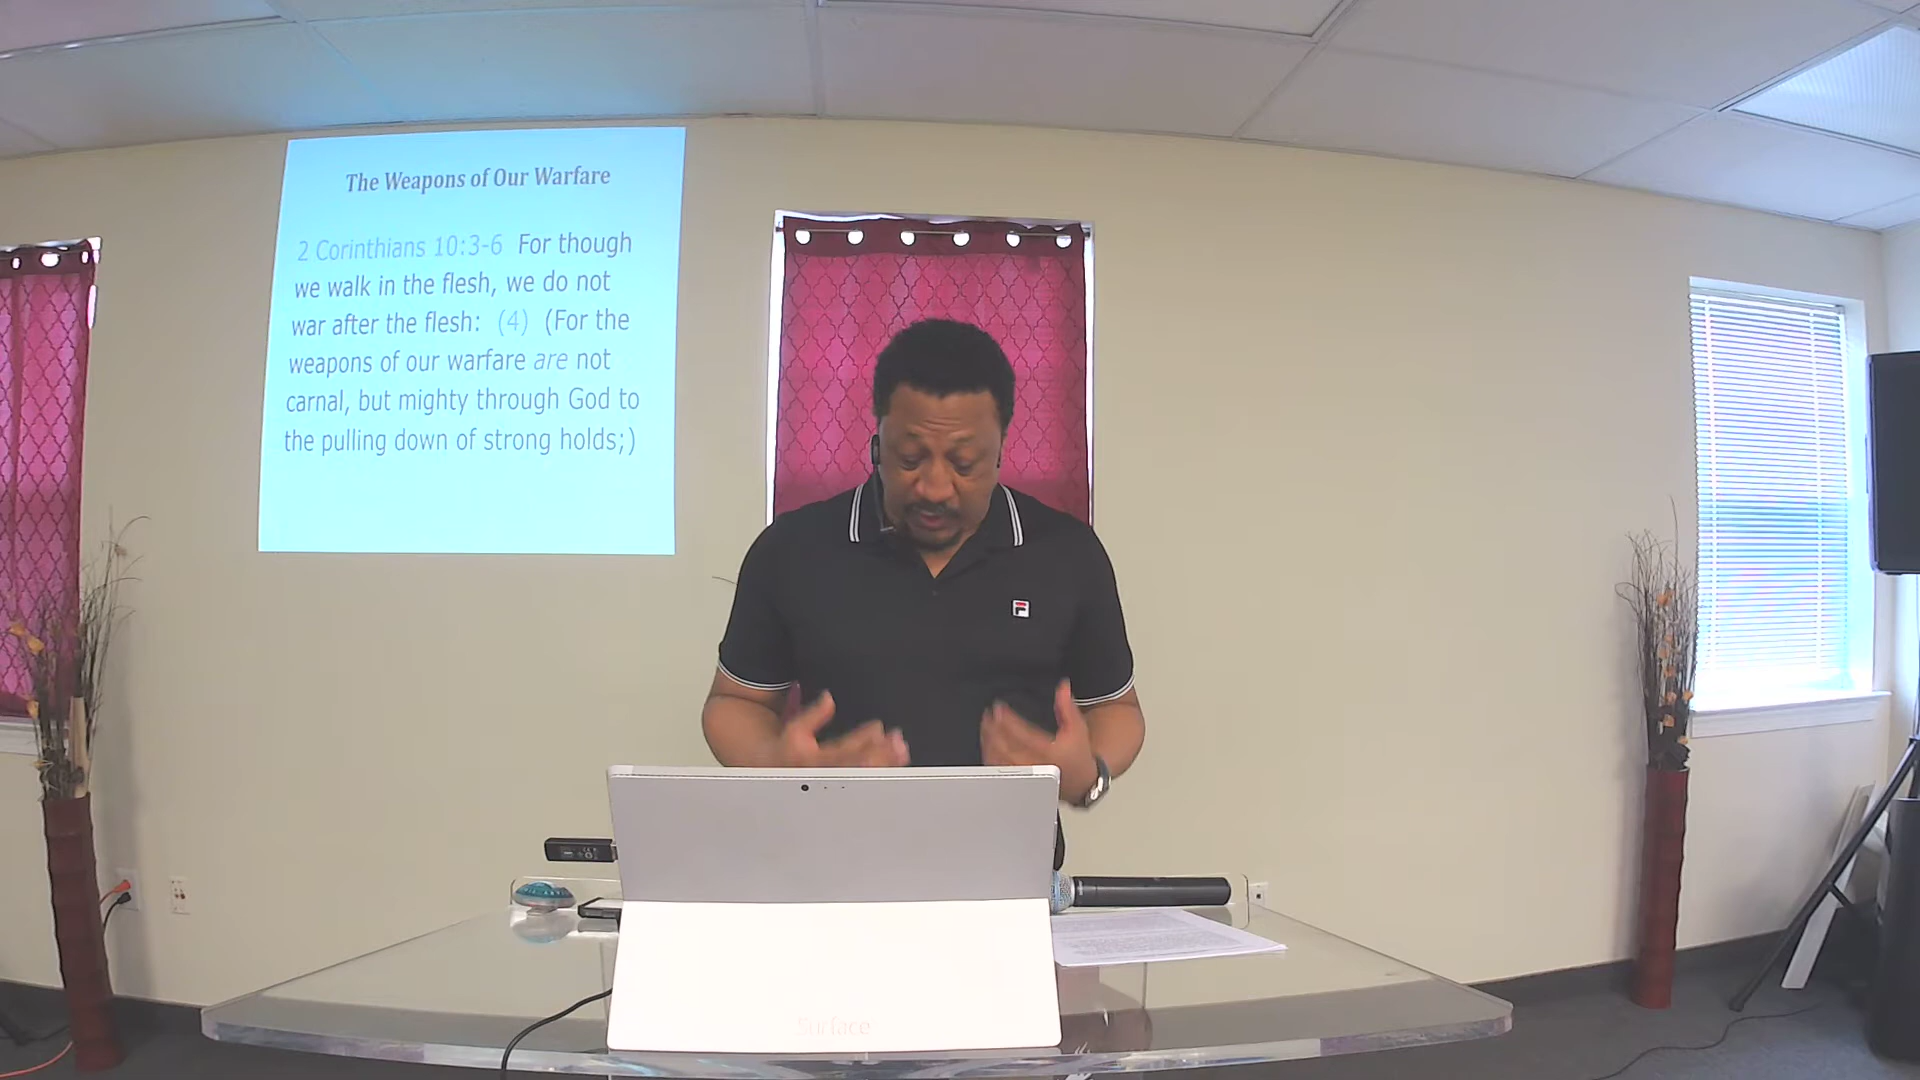 The Weapons of Our Warfare
2 Corinthians 10:3-6 For though
we walk in the flesh, we do not
war after the flesh: (4) (For the
weapons of our warfare are not
carnal, but mighty through God to
the pulling down of strong holds;)
Surface